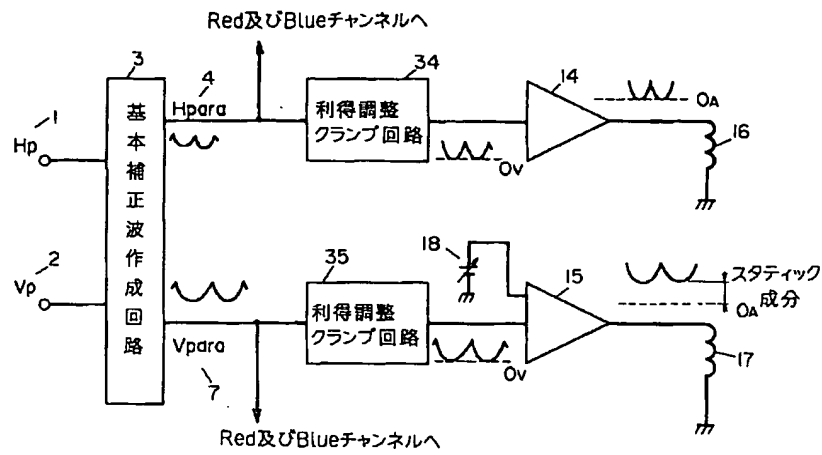 Red及びBlueチャンネルへ
3
4
34
14
Hpara
OA
1
Hp
基本補正波作成回路
利得調整
クランプ回路
Ov
16
2
Vp
18
35
15
スタティック
成分
OA
利得調整
クランプ回路
Vpara
Ov
17
7
Red及びBlueチャンネルへ